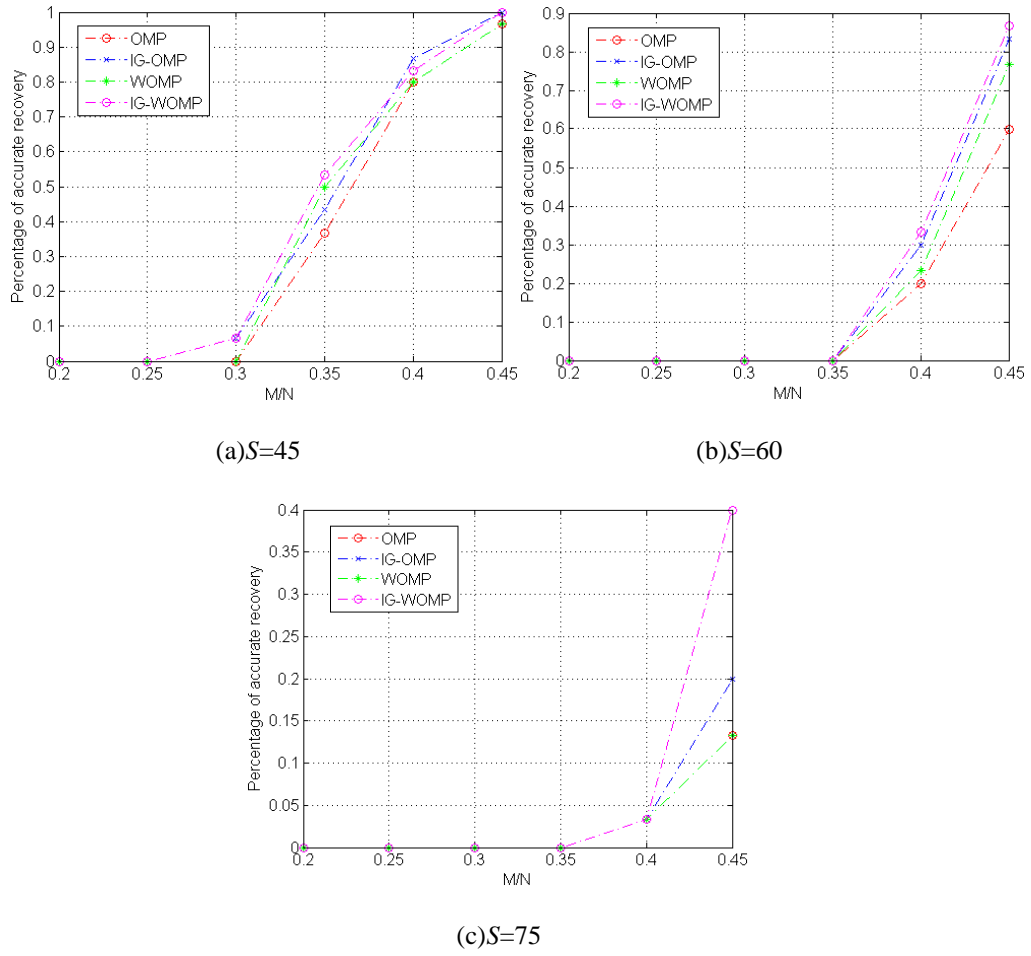 1
0.9
0.8
0.7
0.6
0.5
0.4
0.3
0.2
0.1
0
Percentage of accurate recovery
OMP
IG-OMP
WOMP
IG-WOMP
0.2 0.25 0.3 0.35 0.4 0.45
M/N
(a)S=45
0.9
0.8
0.7
0.6
0.5
0.4
0.3
0.2
0.1
0
Percentage of accurate recovery
OMP
IG-OMP
WOMP
IG-WOMP
0.2 0.25 0.3 0.35 0.4 0.45
M/N
(b)S=60
0.4
0.35
0.3
0.25
0.2
0.15
0.1
0.05
0
Percentage of accurate recovery
OMP
IG-OMP
WOMP
IG-WOMP
0.2 0.25 0.3 0.35 0.4 0.45
M/N
(c)S=75